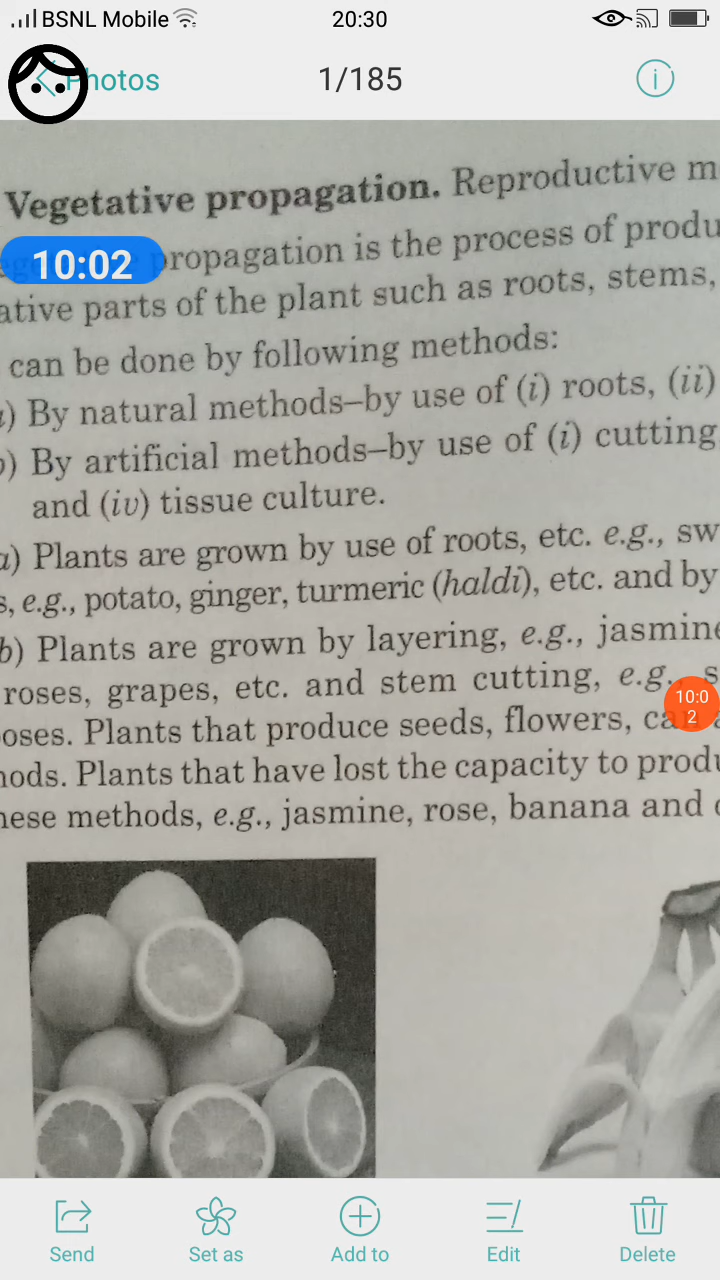 BSNL Mobile 20:30
Photos 1/185
Vegetative propagation. Reproductive m
10:02 propagation is the process of produ
ative parts of the plant such as roots, stems,
can be done by following methods:
) By natural methods–by use of (i) roots, (ii)
) By artificial methods–by use of (i) cutting,
and (iv) tissue culture.
a) Plants are grown by use of roots, etc. e.g., sw
s, e.g., potato, ginger, turmeric (haldi), etc. and by
b) Plants are grown by layering, e.g., jasmine
roses, grapes, etc. and stem cutting, e.g., s
10:02
oses. Plants that produce seeds, flowers, can a
hods. Plants that have lost the capacity to produ
hese methods, e.g., jasmine, rose, banana and o
Send Set as Add to Edit Delete